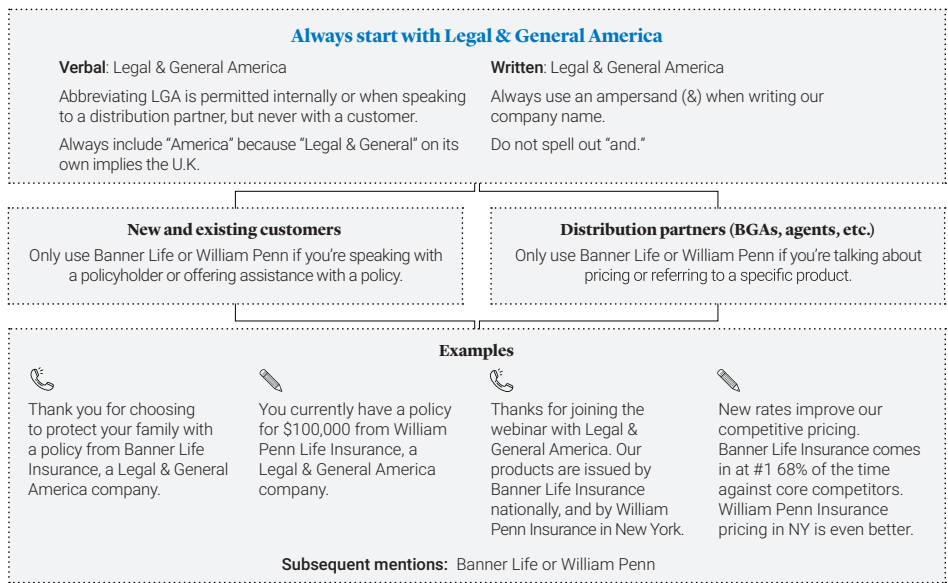 Always start with Legal & General America
Verbal: Legal & General America
Abbreviating LGA is permitted internally or when speaking
to a distribution partner, but never with a customer.
Always include “America” because “Legal & General” on its
own implies the U.K.
Written: Legal & General America
Always use an ampersand (&) when writing our
company name.
Do not spell out “and.”
New and existing customers
Only use Banner Life or William Penn if you’re speaking with
a policyholder or offering assistance with a policy.
Distribution partners (BGAs, agents, etc.)
Only use Banner Life or William Penn if you’re talking about
pricing or referring to a specific product.
Examples
Thank you for choosing
to protect your family with
a policy from Banner Life
Insurance, a Legal & General
America company.
You currently have a policy
for $100,000 from William
Penn Life Insurance, a
Legal & General America
company.
Thanks for joining the
webinar with Legal &
General America. Our
products are issued by
Banner Life Insurance
nationally, and by William
Penn Insurance in New York.
New rates improve our
competitive pricing.
Banner Life Insurance comes
in at #1 68% of the time
against core competitors.
William Penn Insurance
pricing in NY is even better.
Subsequent mentions: Banner Life or William Penn